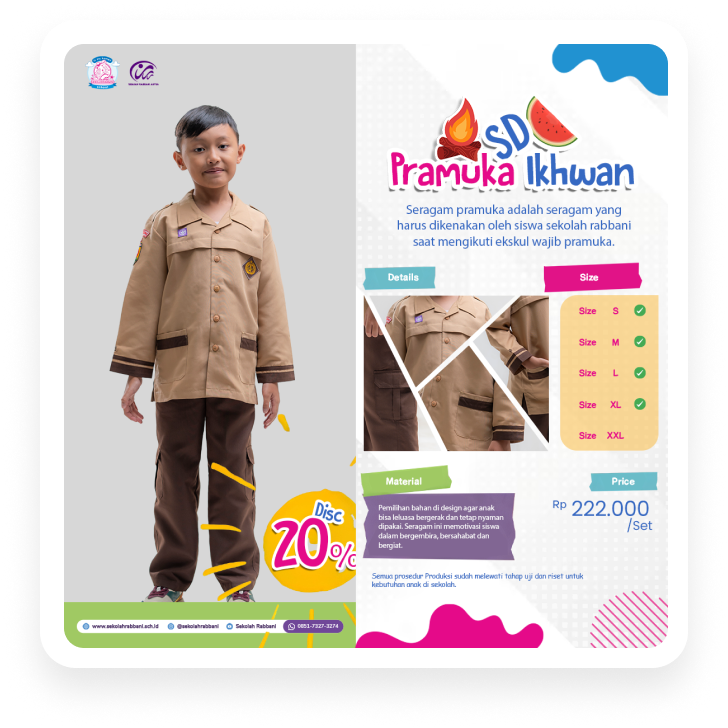 SD
Pramuka Ikhwan
Seragam pramuka adalah seragam yang
harus dikenakan oleh siswa sekolah rabbani
saat mengikuti ekskul wajib pramuka.
Details
Size
Size S
Size M
Size L
Size XL
Size XXL
Material
Pemilihan bahan di design agar anak
bisa leluasa bergerak dan tetap nyaman
dipakai. Seragam ini memotivasi siswa
dalam bergembira, bersahabat dan
bergiat.
Price
Rp 222.000
/Set
Disc
20%
Semua prosedur Produksi sudah melewati tahap uji dan riset untuk
kebutuhan anak di sekolah.
www.sekolahrabbani.sch.id
@sekolahrabbani
Sekolah Rabbani
0851-7327-3274